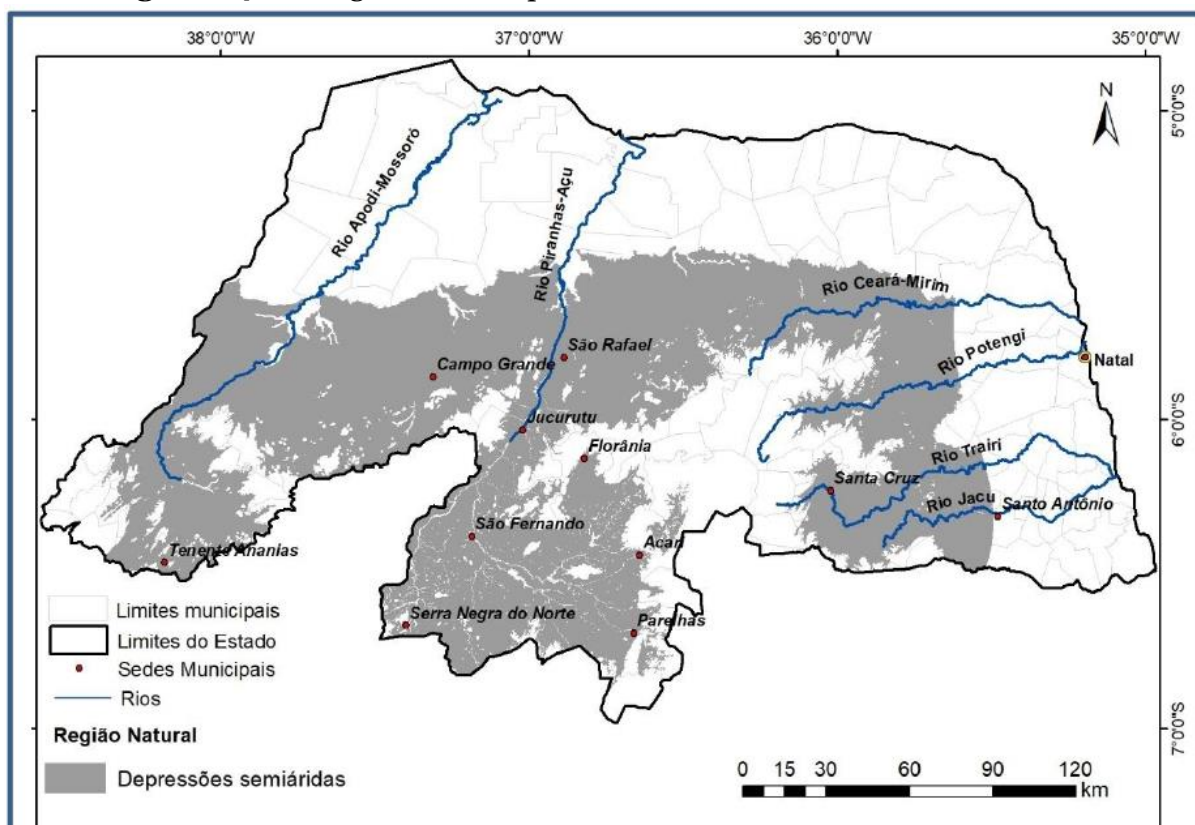 38°0'0"W
37°0'0"W
36°0'0"W
35°0'0"W
N
5°0'0"S
Rio Apodi-Mossoró
Rio Piranhas-Açu
Rio Ceará-Mirim
São Rafael
Rio Potengi
Natal
Campo Grande
Jucurutu
6°0'0"S
Florânia
Rio Trairi
Santa Cruz
Rio Jacu
Santo Antônio
São Fernando
Tenente Ananias
Acari
Serra Negra do Norte
Parelhas
Limites municipais
Limites do Estado
Sedes Municipais
Rios
7°0'0"S
Região Natural
Depressões semiáridas
0 15 30 60 90 120
km